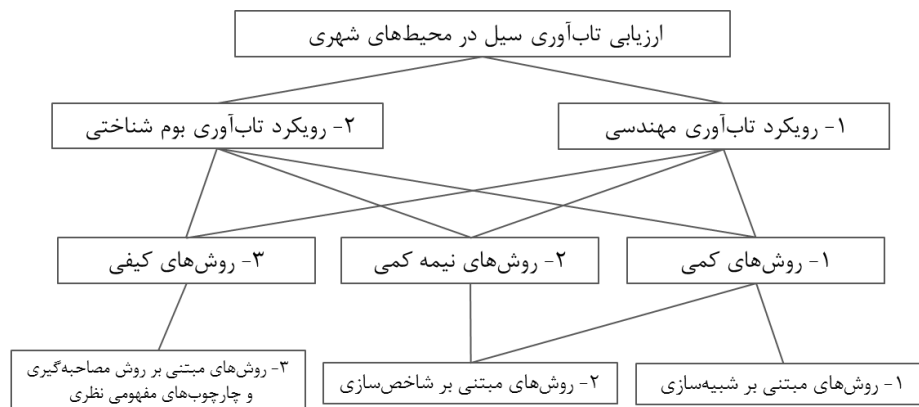 ارزیابی تاب‌آوری سیل در محیط‌های شهری
۱- رویکرد تاب‌آوری مهندسی
۲- رویکرد تاب‌آوری بوم شناختی
۱- روش‌های کمی
۲- روش‌های نیمه کمی
۳- روش‌های کیفی
۱- روش‌های مبتنی بر شبیه‌سازی
۲- روش‌های مبتنی بر شاخص‌سازی
۳- روش‌های مبتنی بر روش مصاحبه‌گیری
و چارچوب‌های مفهومی نظری